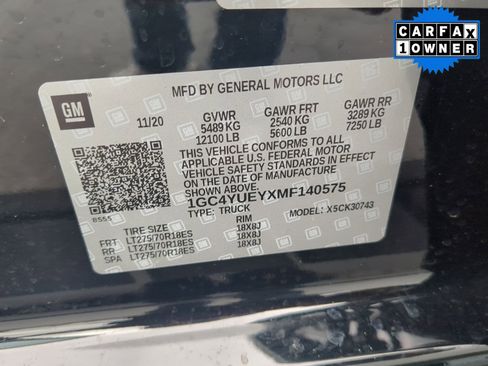 CARFAX
1 OWNER
MFD BY GENERAL MOTORS LLC
GM
11/20 GVWR GAWR FRT GAWR RR
5489 KG 2540 KG 3289 KG
12100 LB 5600 LB 7250 LB
THIS VEHICLE CONFORMS TO ALL
APPLICABLE U.S. FEDERAL MOTOR
VEHICLE SAFETY STANDARDS IN EFFECT ON
THE DATE OF MANUFACTURE
1GC4YUEYXMF140575
TYPE: TRUCK MODEL: X5CK30743
TIRE SIZE RIM
FRT LT275/70R18ES 18X8J
RR LT275/70R18ES 18X8J
SPA LT275/70R18ES 18X8J